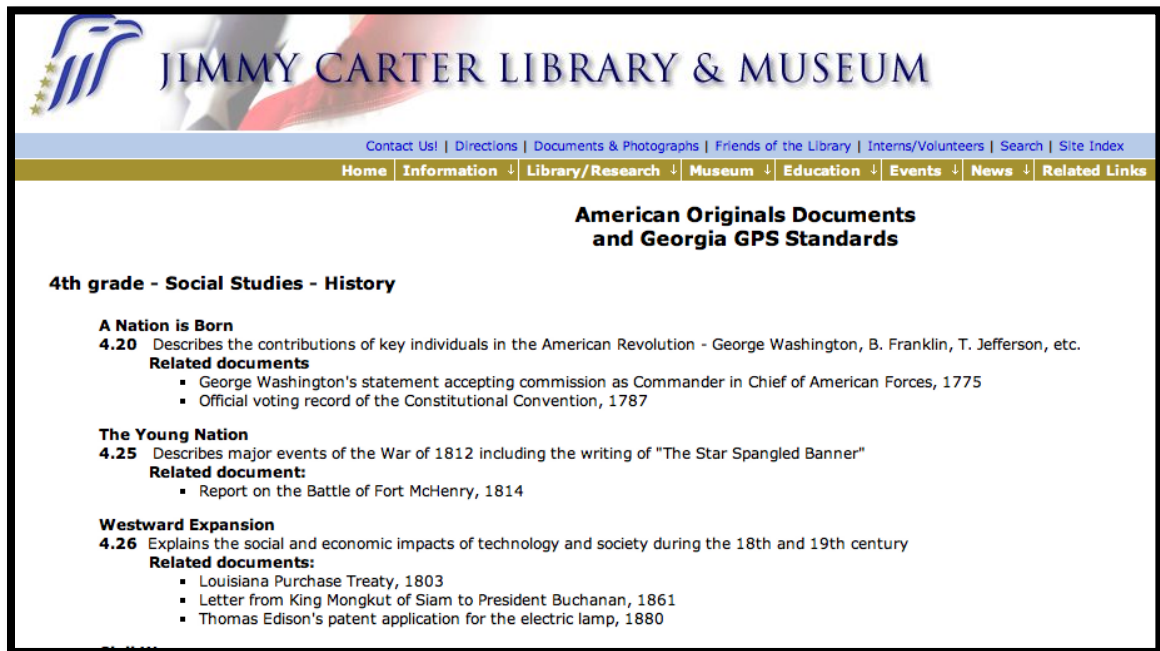 JIMMY CARTER LIBRARY & MUSEUM
Contact Us! | Directions | Documents & Photographs | Friends of the Library | Interns/Volunteers | Search | Site Index
Home | Information ↓ | Library/Research ↓ | Museum ↓ | Education ↓ | Events ↓ | News ↓ | Related Links
American Originals Documents
and Georgia GPS Standards
4th grade - Social Studies - History
A Nation is Born
4.20 Describes the contributions of key individuals in the American Revolution - George Washington, B. Franklin, T. Jefferson, etc.
Related documents
▪ George Washington's statement accepting commission as Commander in Chief of American Forces, 1775
▪ Official voting record of the Constitutional Convention, 1787
The Young Nation
4.25 Describes major events of the War of 1812 including the writing of "The Star Spangled Banner"
Related document:
▪ Report on the Battle of Fort McHenry, 1814
Westward Expansion
4.26 Explains the social and economic impacts of technology and society during the 18th and 19th century
Related documents:
▪ Louisiana Purchase Treaty, 1803
▪ Letter from King Mongkut of Siam to President Buchanan, 1861
▪ Thomas Edison's patent application for the electric lamp, 1880